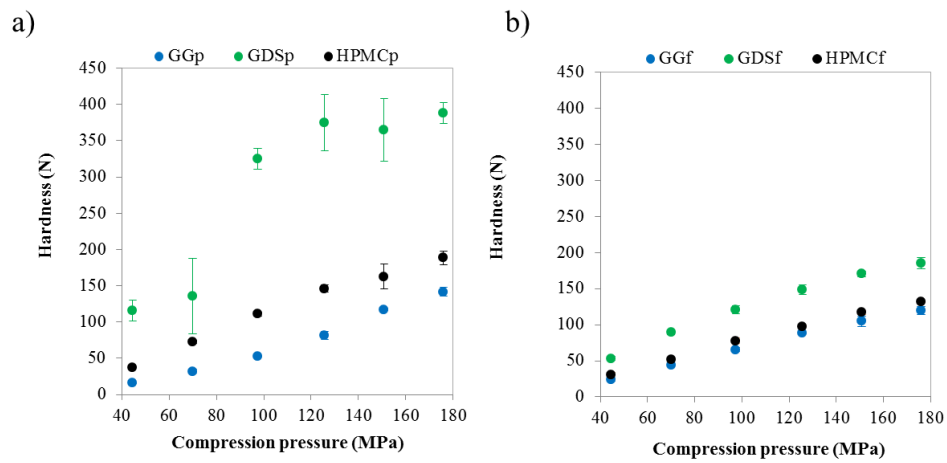 a)
GGp GDSp HPMCp
450
400
350
300
250
200
150
100
50
0
Hardness (N)
40 60 80 100 120 140 160 180
Compression pressure (MPa)
b)
GGf GDSf HPMCf
450
400
350
300
250
200
150
100
50
0
Hardness (N)
40 60 80 100 120 140 160 180
Compression pressure (MPa)